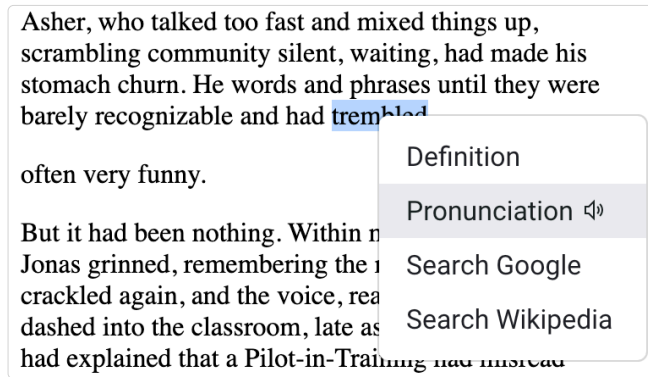 Asher, who talked too fast and mixed things up,
scrambling community silent, waiting, had made his
stomach churn. He words and phrases until they were
barely recognizable and had trembled
often very funny.
But it had been nothing. Within
Jonas grinned, remembering the
crackled again, and the voice,
dashed into the classroom, late as
had explained that a Pilot-in-Training had misread
Definition
Pronunciation
Search Google
Search Wikipedia